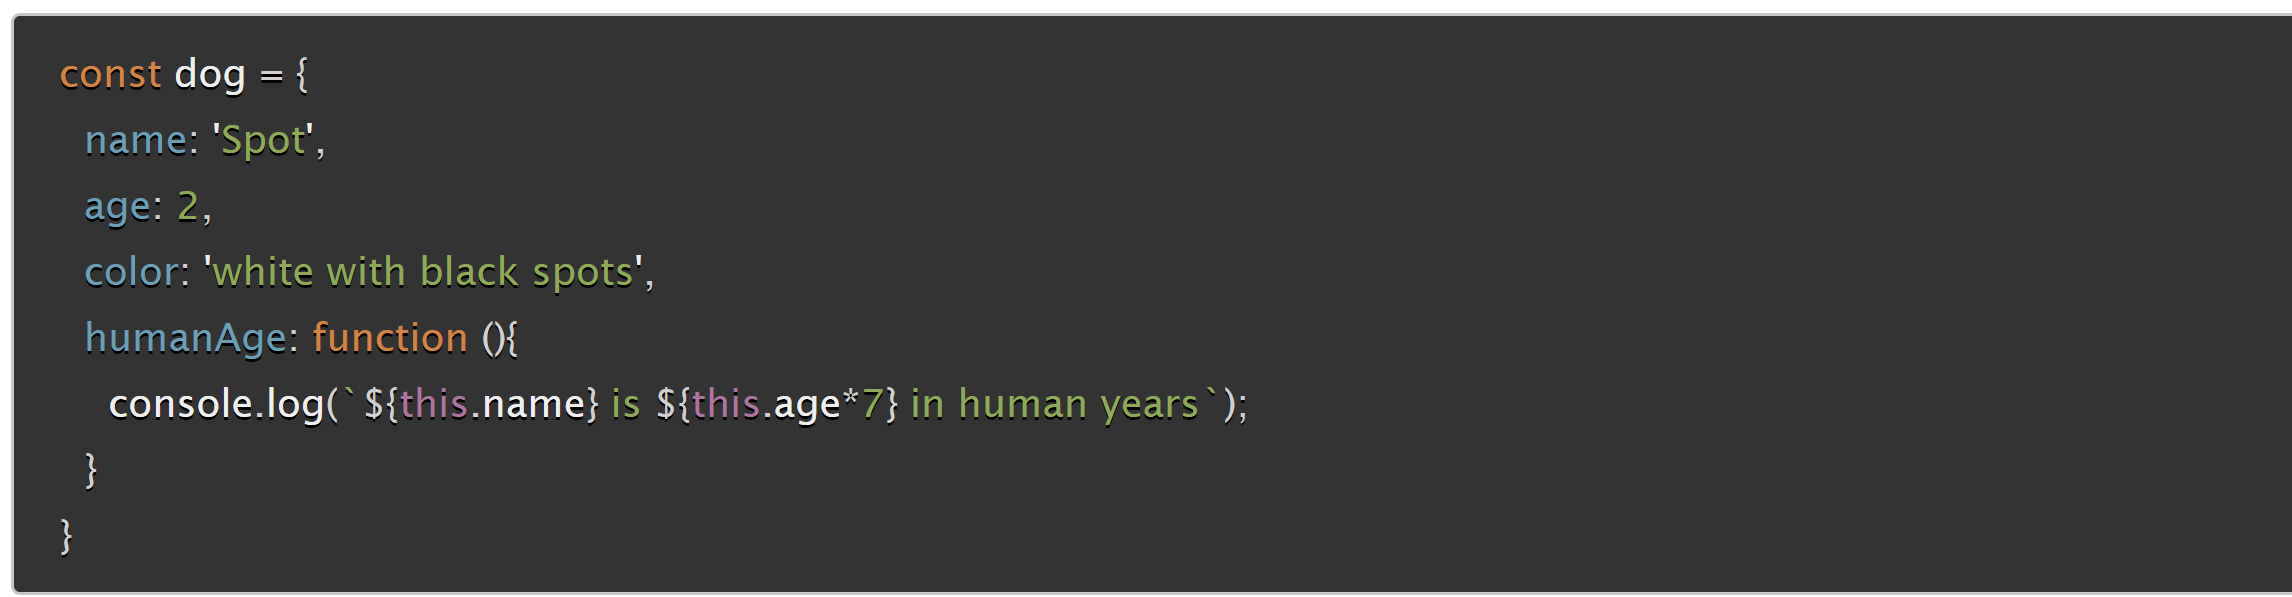 const dog = {
name: 'Spot',
age: 2,
color: 'white with black spots',
humanAge: function (){
console.log(`${this.name} is ${this.age*7} in human years`);
}
}